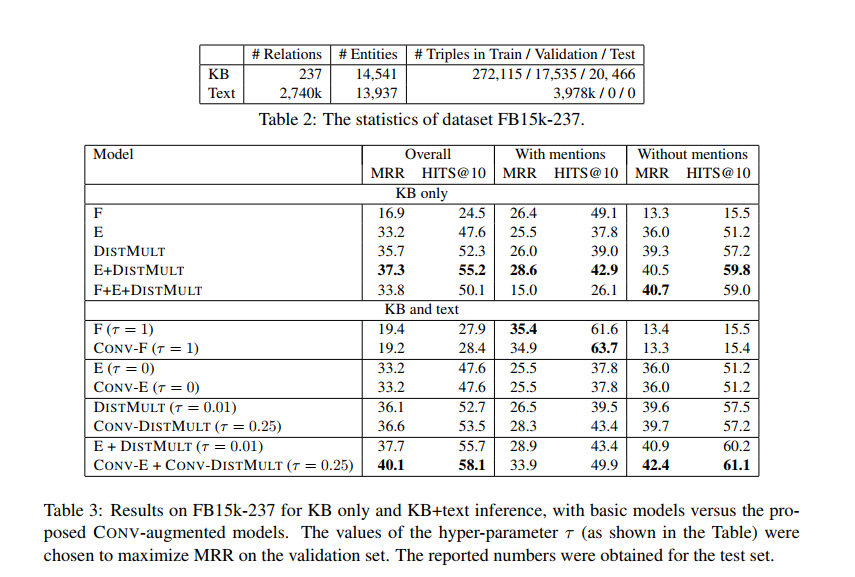 # Relations # Entities # Triples in Train / Validation / Test
KB 237 14,541 272,115 / 17,535 / 20, 466
Text 2,740k 13,937 3,978k / 0 / 0
Table 2: The statistics of dataset FB15k-237.
Model Overall With mentions Without mentions
MRR HITS@10 MRR HITS@10 MRR HITS@10
KB only
F 16.9 24.5 26.4 49.1 13.3 15.5
E 33.2 47.6 25.5 37.8 36.0 51.2
DISTMULT 35.7 52.3 26.0 39.0 39.3 57.2
E+DISTMULT 37.3 55.2 28.6 42.9 40.5 59.8
F+E+DISTMULT 33.8 50.1 15.0 26.1 40.7 59.0
KB and text
F (τ = 1) 19.4 27.9 35.4 61.6 13.4 15.5
CONV-F (τ = 1) 19.2 28.4 34.9 63.7 13.3 15.4
E (τ = 0) 33.2 47.6 25.5 37.8 36.0 51.2
CONV-E (τ = 0) 33.2 47.6 25.5 37.8 36.0 51.2
DISTMULT (τ = 0.01) 36.1 52.7 26.5 39.5 39.6 57.5
CONV-DISTMULT (τ = 0.25) 36.6 53.5 28.3 43.4 39.7 57.2
E + DISTMULT (τ = 0.01) 37.7 55.7 28.9 43.4 40.9 60.2
CONV-E + CONV-DISTMULT (τ = 0.25) 40.1 58.1 33.9 49.9 42.4 61.1
Table 3: Results on FB15k-237 for KB only and KB+text inference, with basic models versus the pro-
posed CONV-augmented models. The values of the hyper-parameter τ (as shown in the Table) were
chosen to maximize MRR on the validation set. The reported numbers were obtained for the test set.